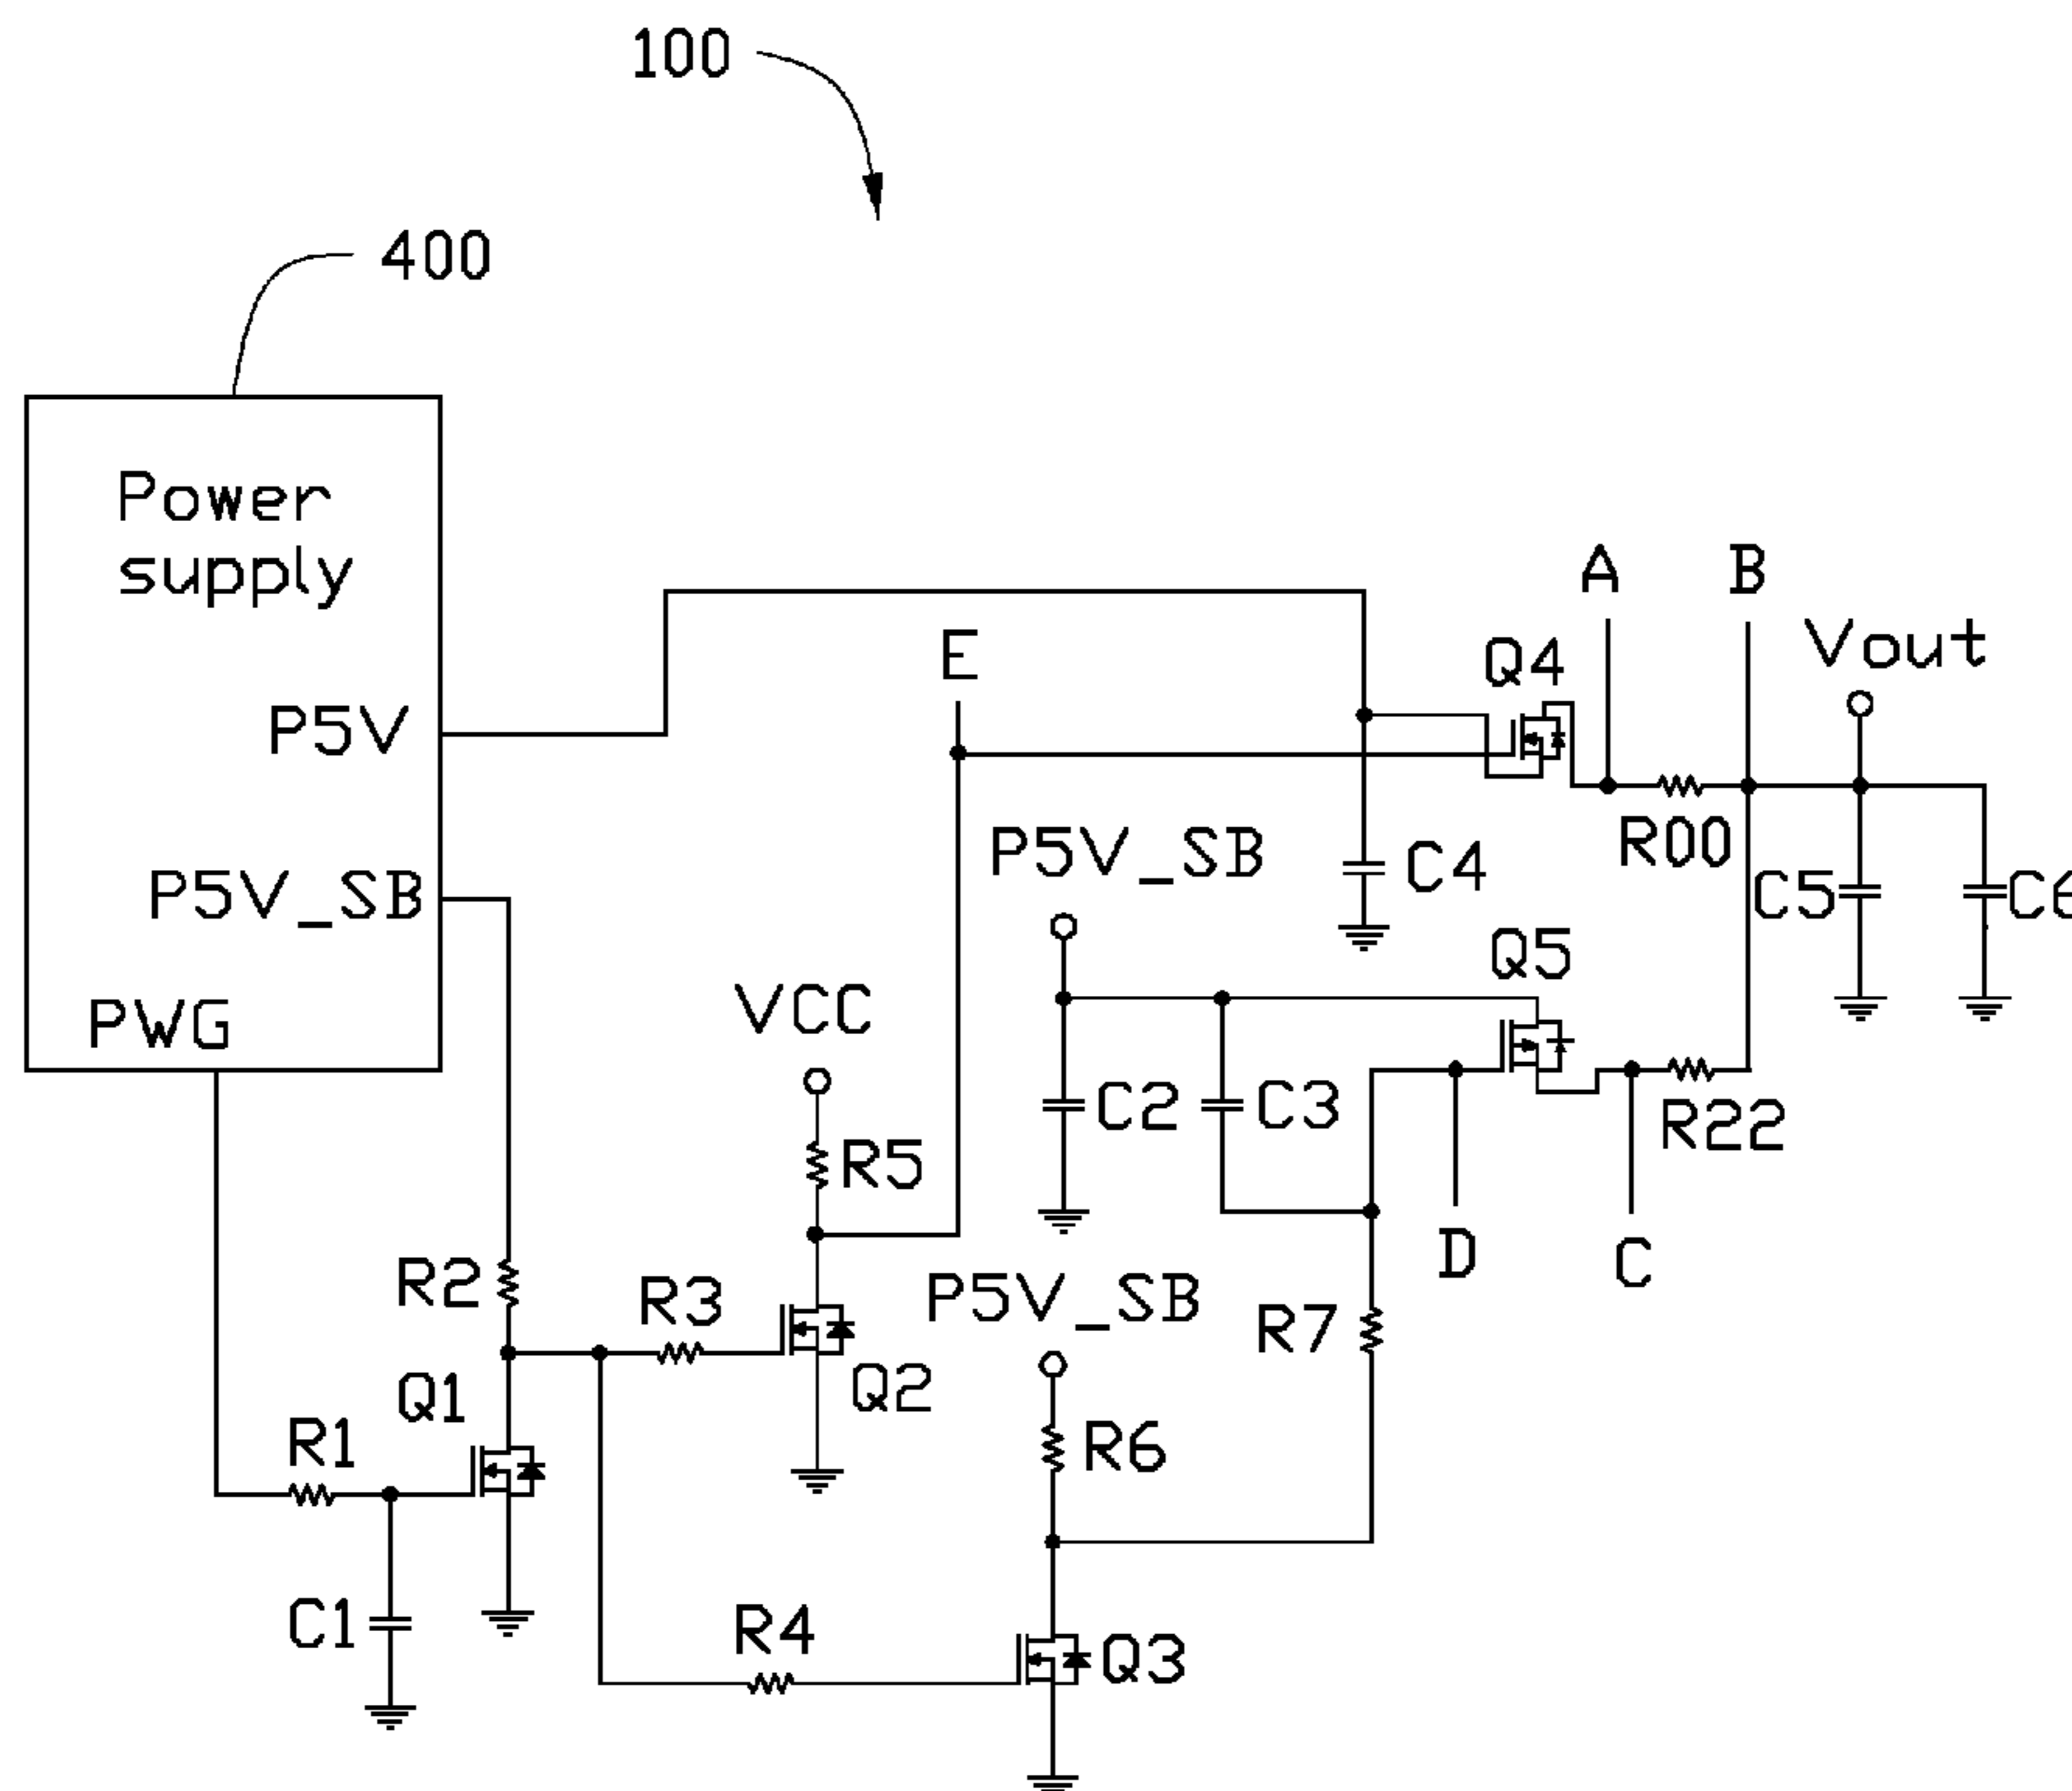 100
400
Power
supply
P5V
P5V_SB
PWG
E
A
B
Vout
Q4
R00
P5V_SB
C4
C5
C6
Q5
VCC
C2
C3
R22
R5
D
C
R2
R3
P5V_SB
R7
Q1
Q2
R1
R6
C1
R4
Q3